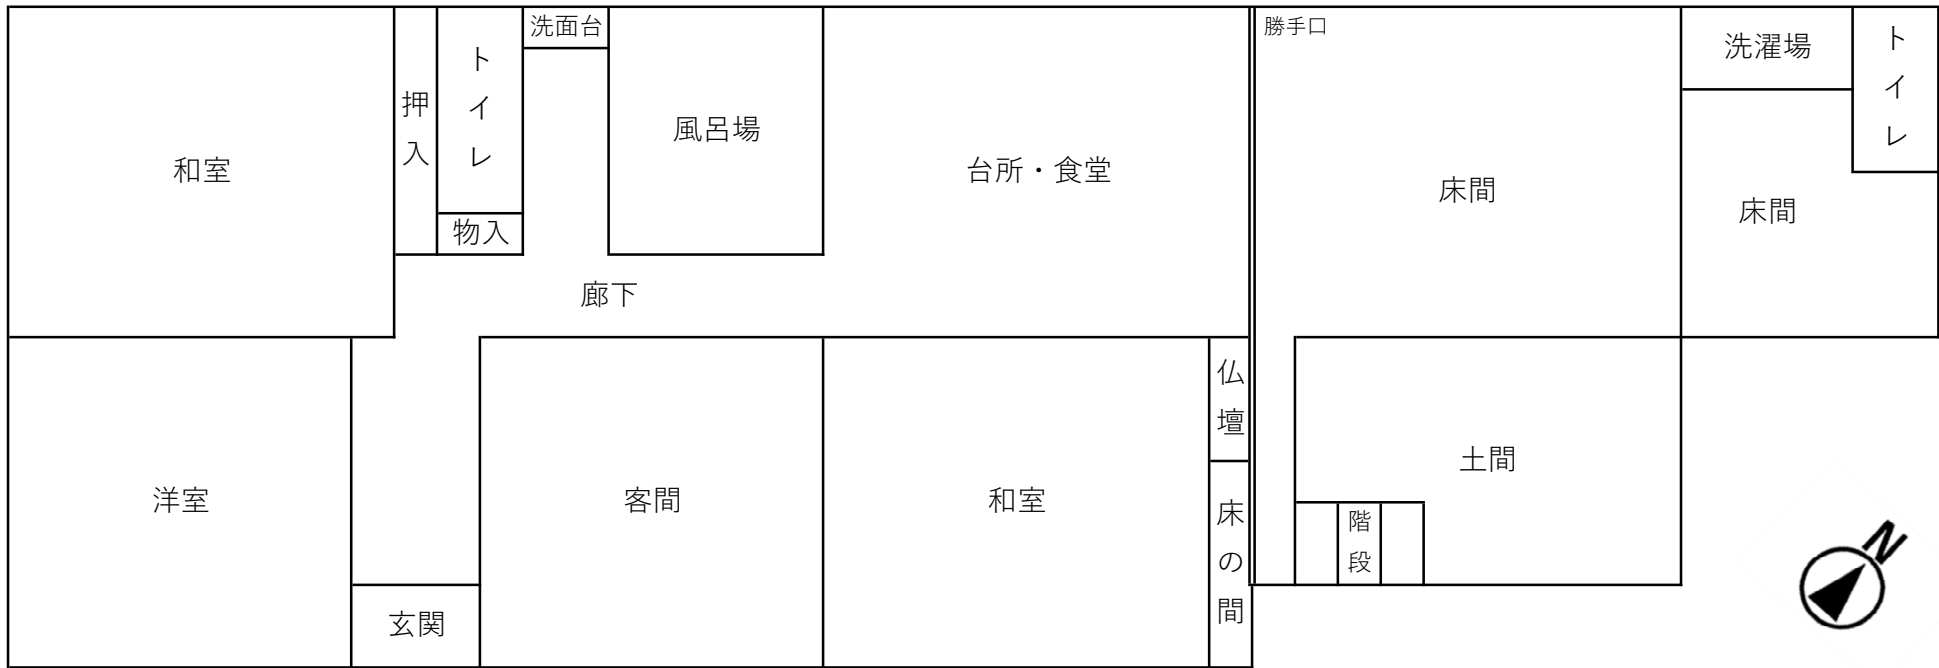 和室
押入
トイレ
物入
洗面台
風呂場
台所・食堂
勝手口
床間
洗濯場
トイレ
床間
廊下
洋室
玄関
客間
和室
仏壇
床の間
土間
階段
N